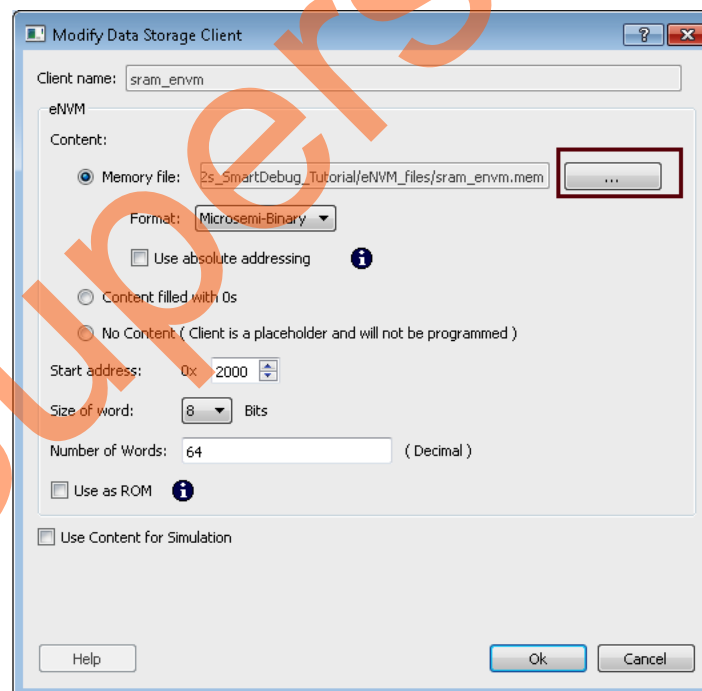 Modify Data Storage Client
Client name: sram_envm
eNVM
Content:
Memory file: 2s_SmartDebug_Tutorial/eNVM_files/sram_envm.mem ...
Format: Microsemi-Binary
Use absolute addressing
Content filled with 0s
No Content ( Client is a placeholder and will not be programmed )
Start address: 0x 2000
Size of word: 8 Bits
Number of Words: 64 ( Decimal )
Use as ROM
Use Content for Simulation
Help Ok Cancel